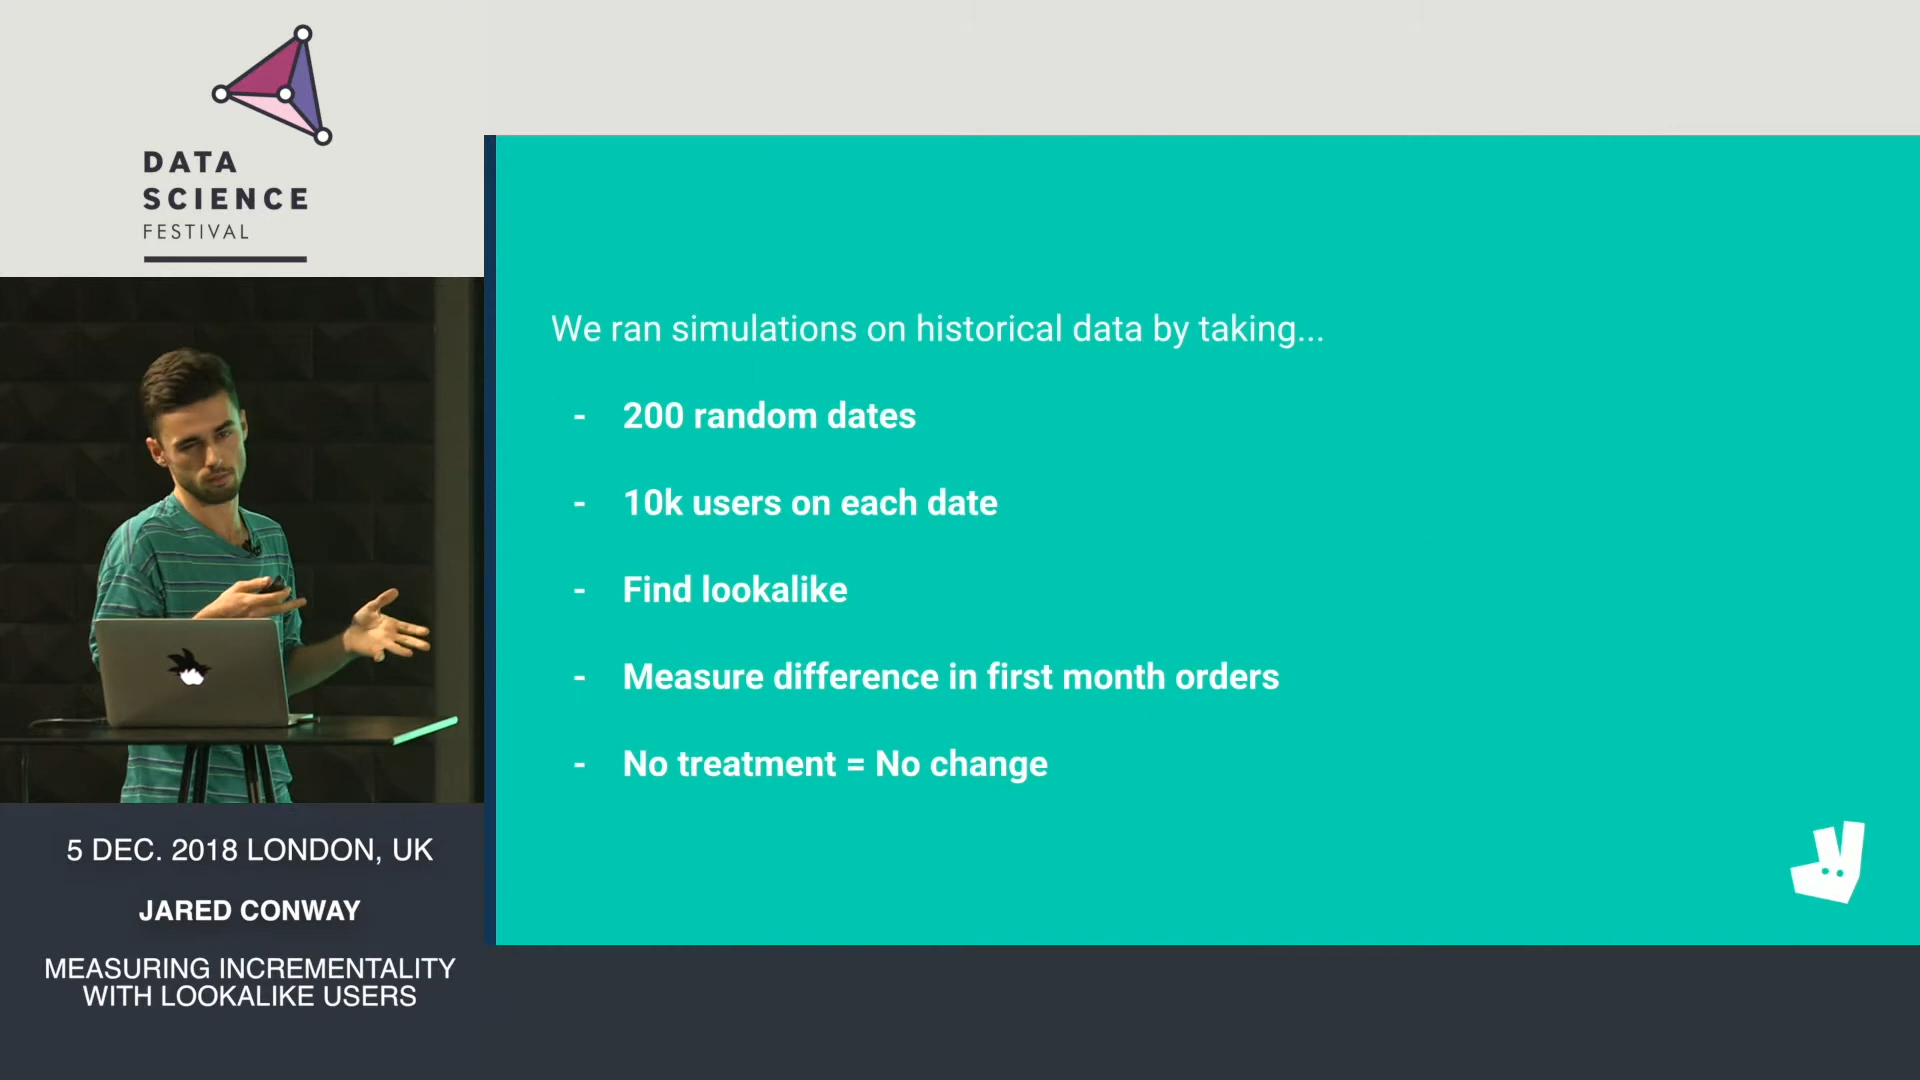 DATA
SCIENCE
FESTIVAL
We ran simulations on historical data by taking...
- 200 random dates
- 10k users on each date
- Find lookalike
- Measure difference in first month orders
- No treatment = No change
5 DEC. 2018 LONDON, UK
JARED CONWAY
MEASURING INCREMENTALITY
WITH LOOKALIKE USERS